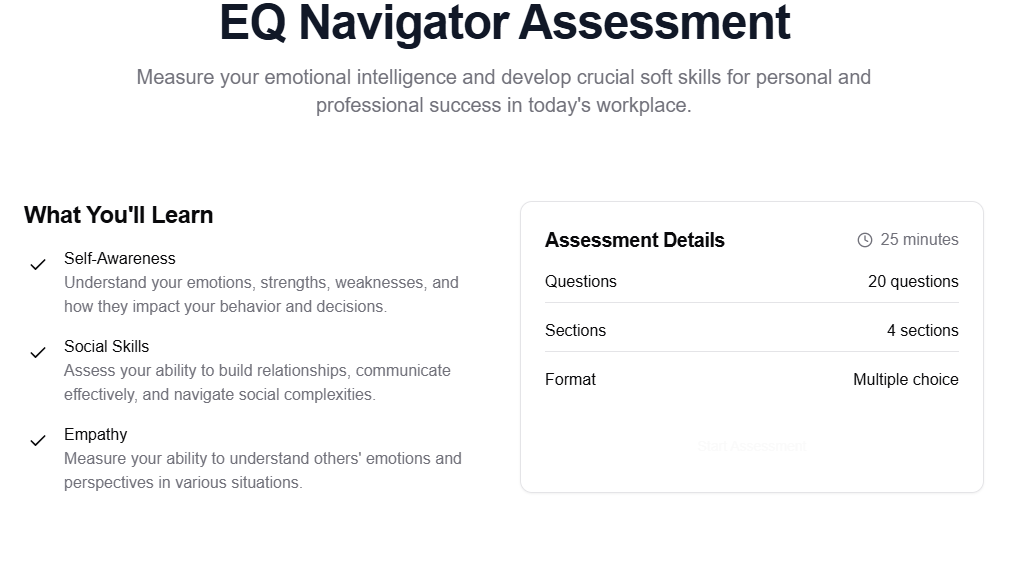 EQ Navigator Assessment
Measure your emotional intelligence and develop crucial soft skills for personal and
professional success in today's workplace.
What You'll Learn
Self-Awareness
Understand your emotions, strengths, weaknesses, and
how they impact your behavior and decisions.
Social Skills
Assess your ability to build relationships, communicate
effectively, and navigate social complexities.
Empathy
Measure your ability to understand others' emotions and
perspectives in various situations.
Assessment Details
25 minutes
Questions
20 questions
Sections
4 sections
Format
Multiple choice
Start Assessment